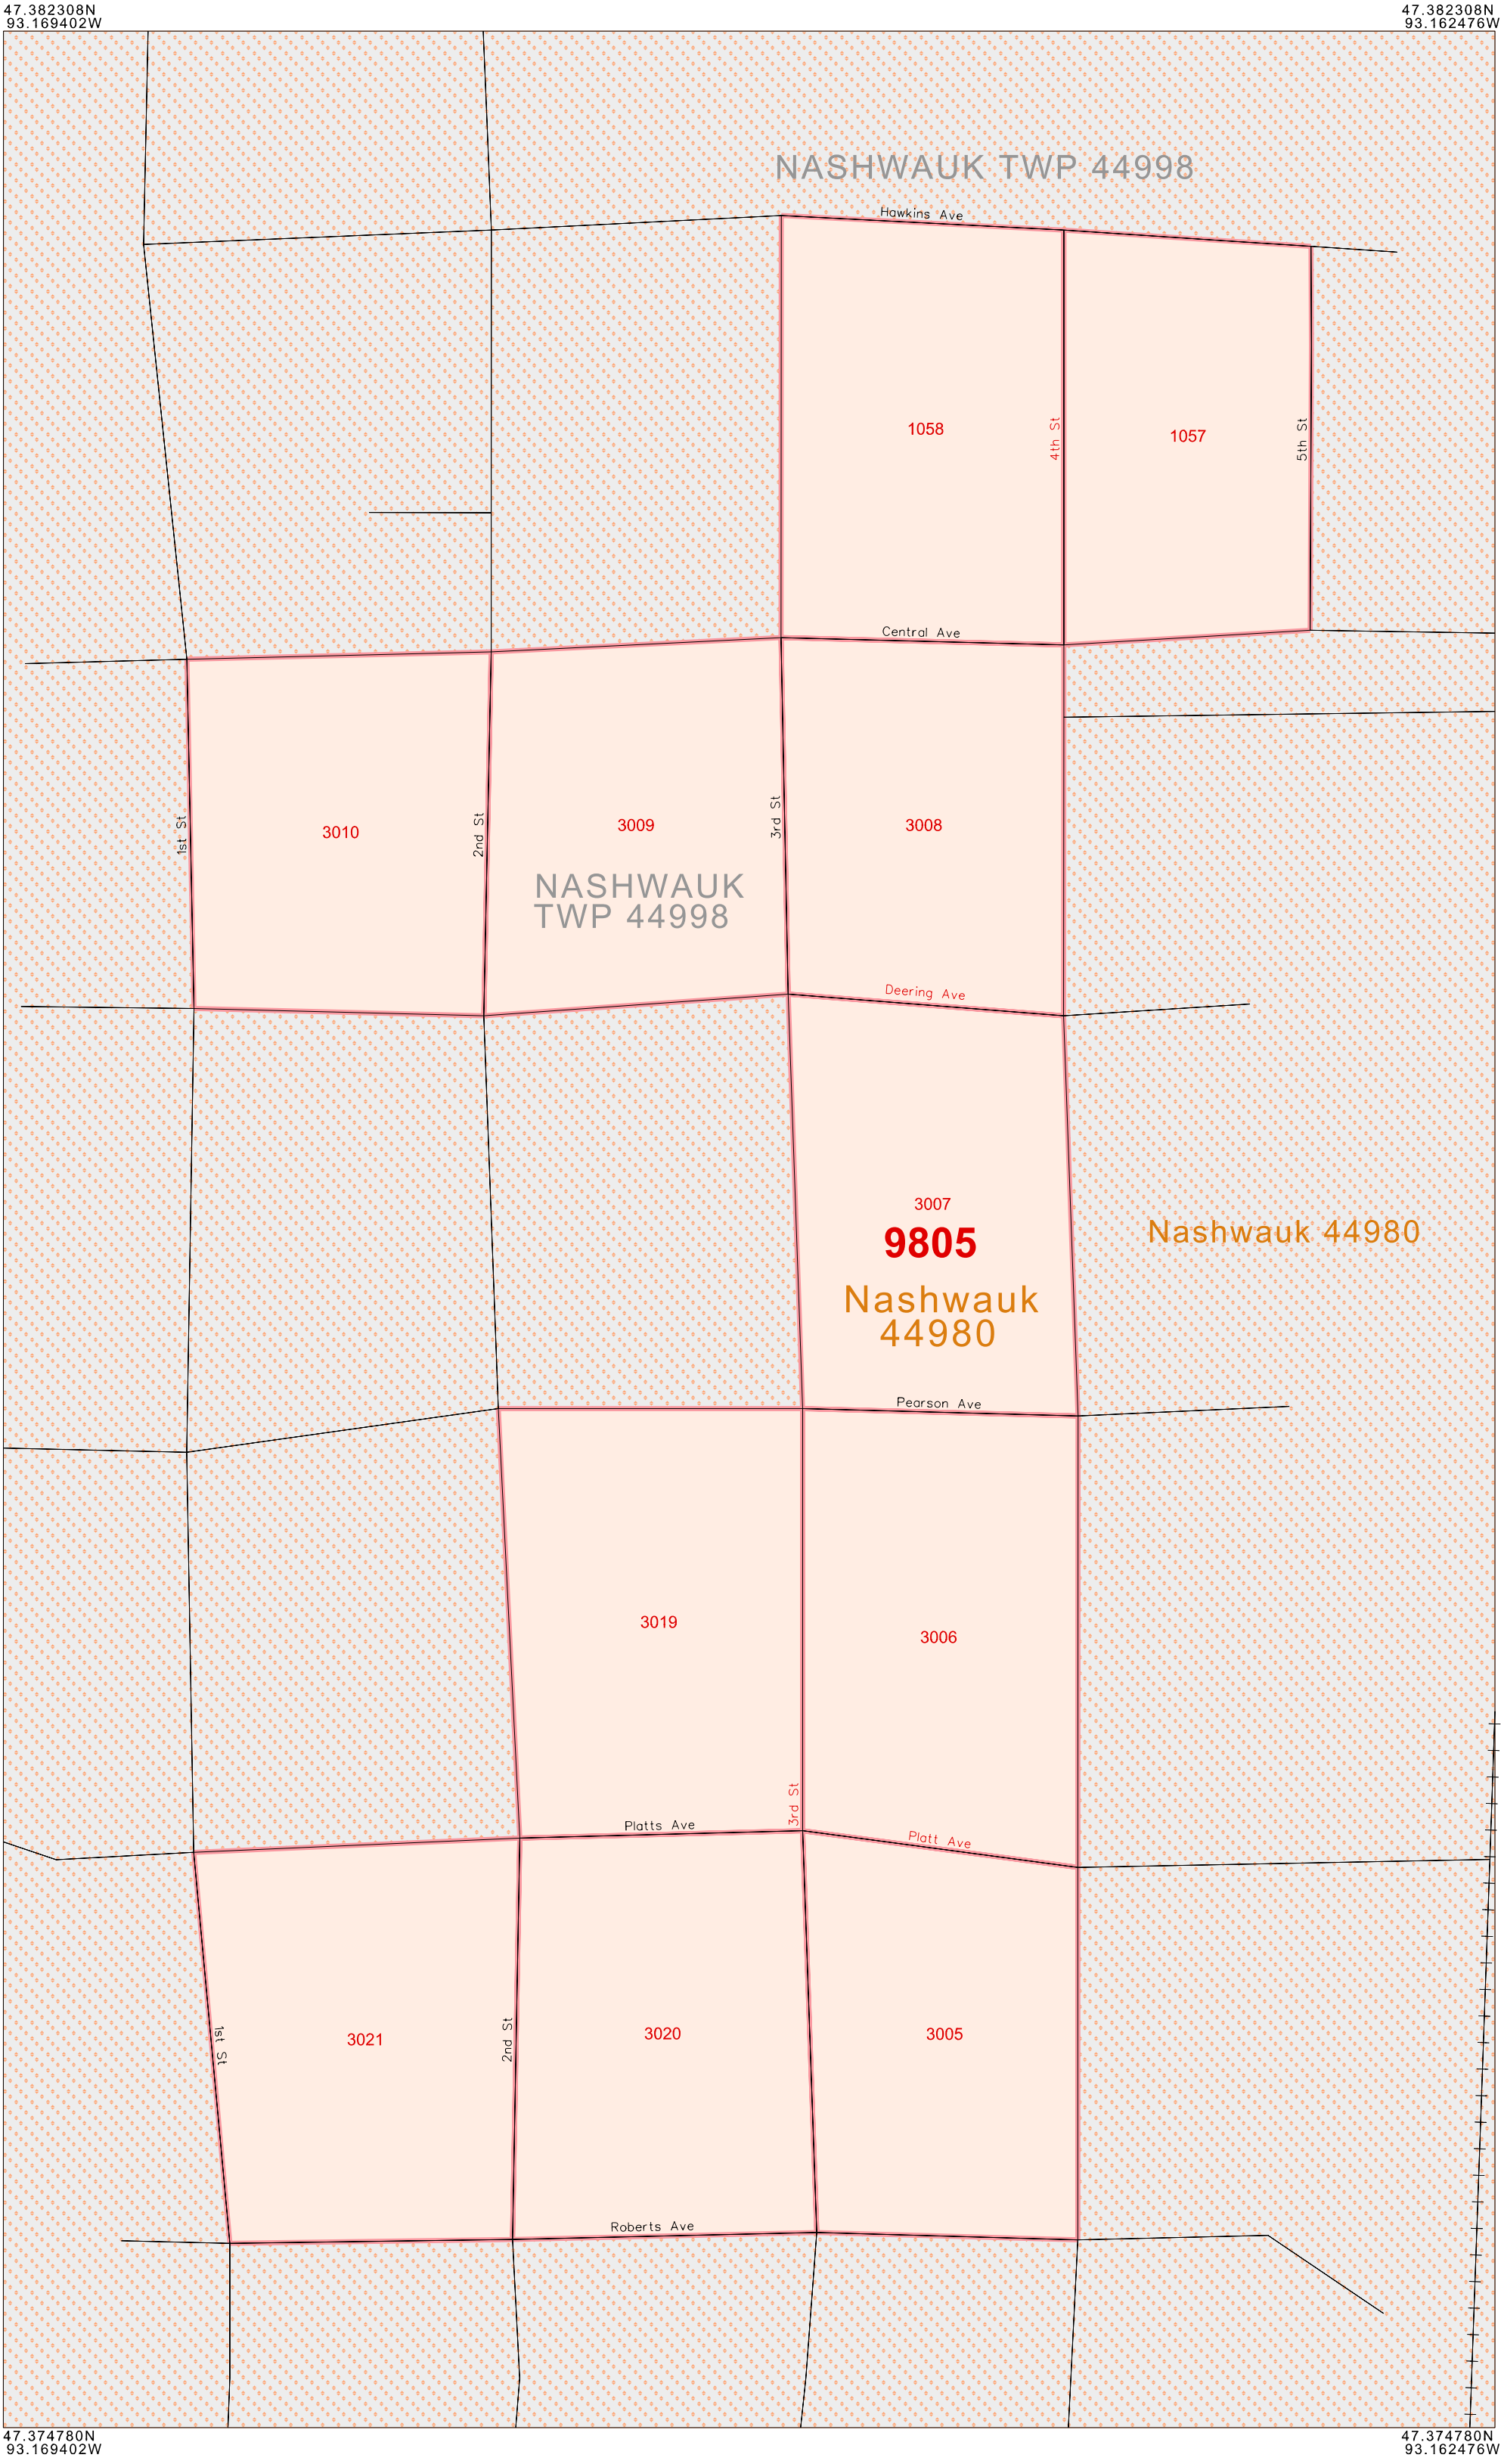 47.382308N
93.169402W
47.382308N
93.162476W
NASHWAUK TWP 44998
Hawkins Ave
1058
4th St
1057
5th St
Central Ave
1st St
3010
2nd St
3009
3rd St
3008
NASHWAUK
TWP 44998
Deering Ave
3007
9805
Nashwauk
44980
Nashwauk 44980
Pearson Ave
3019
3006
3rd St
Platts Ave
Platt Ave
1st St
3021
2nd St
3020
3005
Roberts Ave
47.374780N
93.169402W
47.374780N
93.162476W